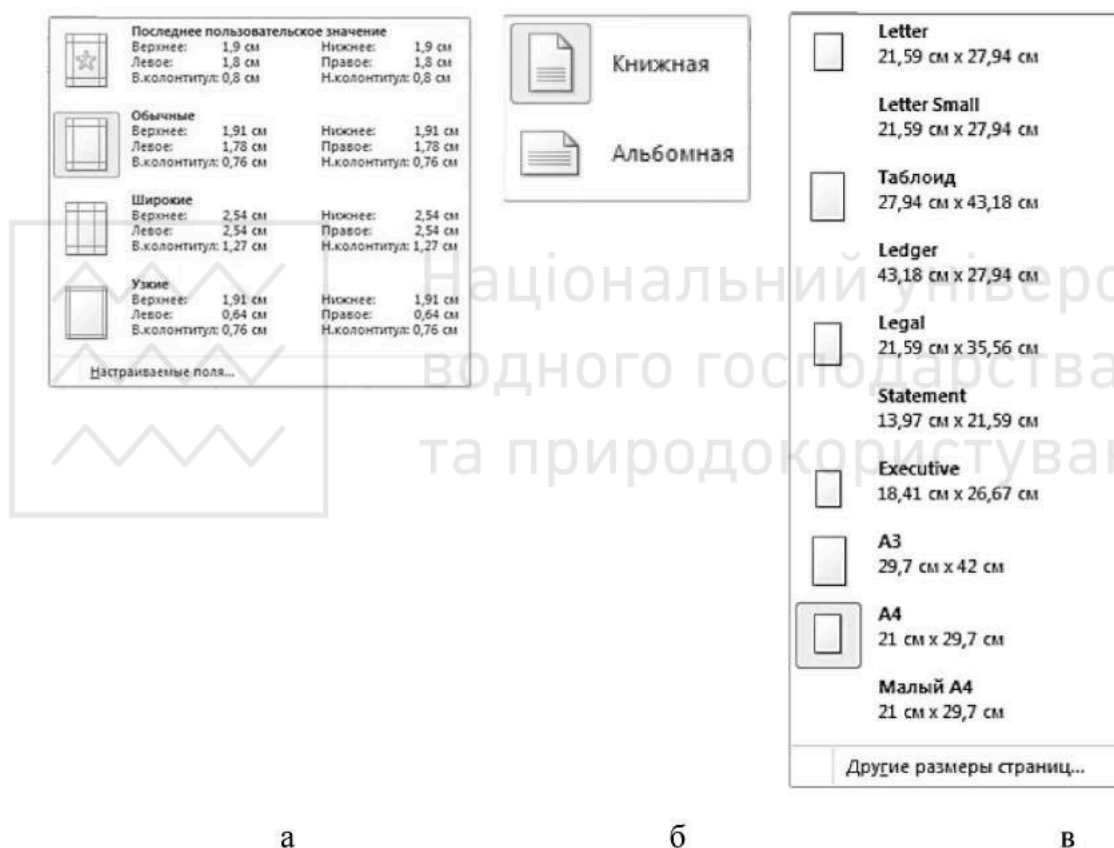 Последнее пользовательское значение
Верхнее: 1,9 см Нижнее: 1,9 см
Левое: 1,8 см Правое: 1,8 см
В.колонтитул: 0,8 см Н.колонтитул: 0,8 см
Обычные
Верхнее: 1,91 см Нижнее: 1,91 см
Левое: 1,78 см Правое: 1,78 см
В.колонтитул: 0,76 см Н.колонтитул: 0,76 см
Широкие
Верхнее: 2,54 см Нижнее: 2,54 см
Левое: 2,54 см Правое: 2,54 см
В.колонтитул: 1,27 см Н.колонтитул: 1,27 см
Узкие
Верхнее: 1,91 см Нижнее: 1,91 см
Левое: 0,64 см Правое: 0,64 см
В.колонтитул: 0,76 см Н.колонтитул: 0,76 см
Настраиваемые поля...
Книжная
Альбомная
Letter
21,59 см x 27,94 см
Letter Small
21,59 см x 27,94 см
Таблоид
27,94 см x 43,18 см
Ledger
43,18 см x 27,94 см
Legal
21,59 см x 35,56 см
Statement
13,97 см x 21,59 см
Executive
18,41 см x 26,67 см
A3
29,7 см x 42 см
A4
21 см x 29,7 см
Малый A4
21 см x 29,7 см
Другие размеры страниц...
Національний універс
водного господарства
та природокористуван
а б в